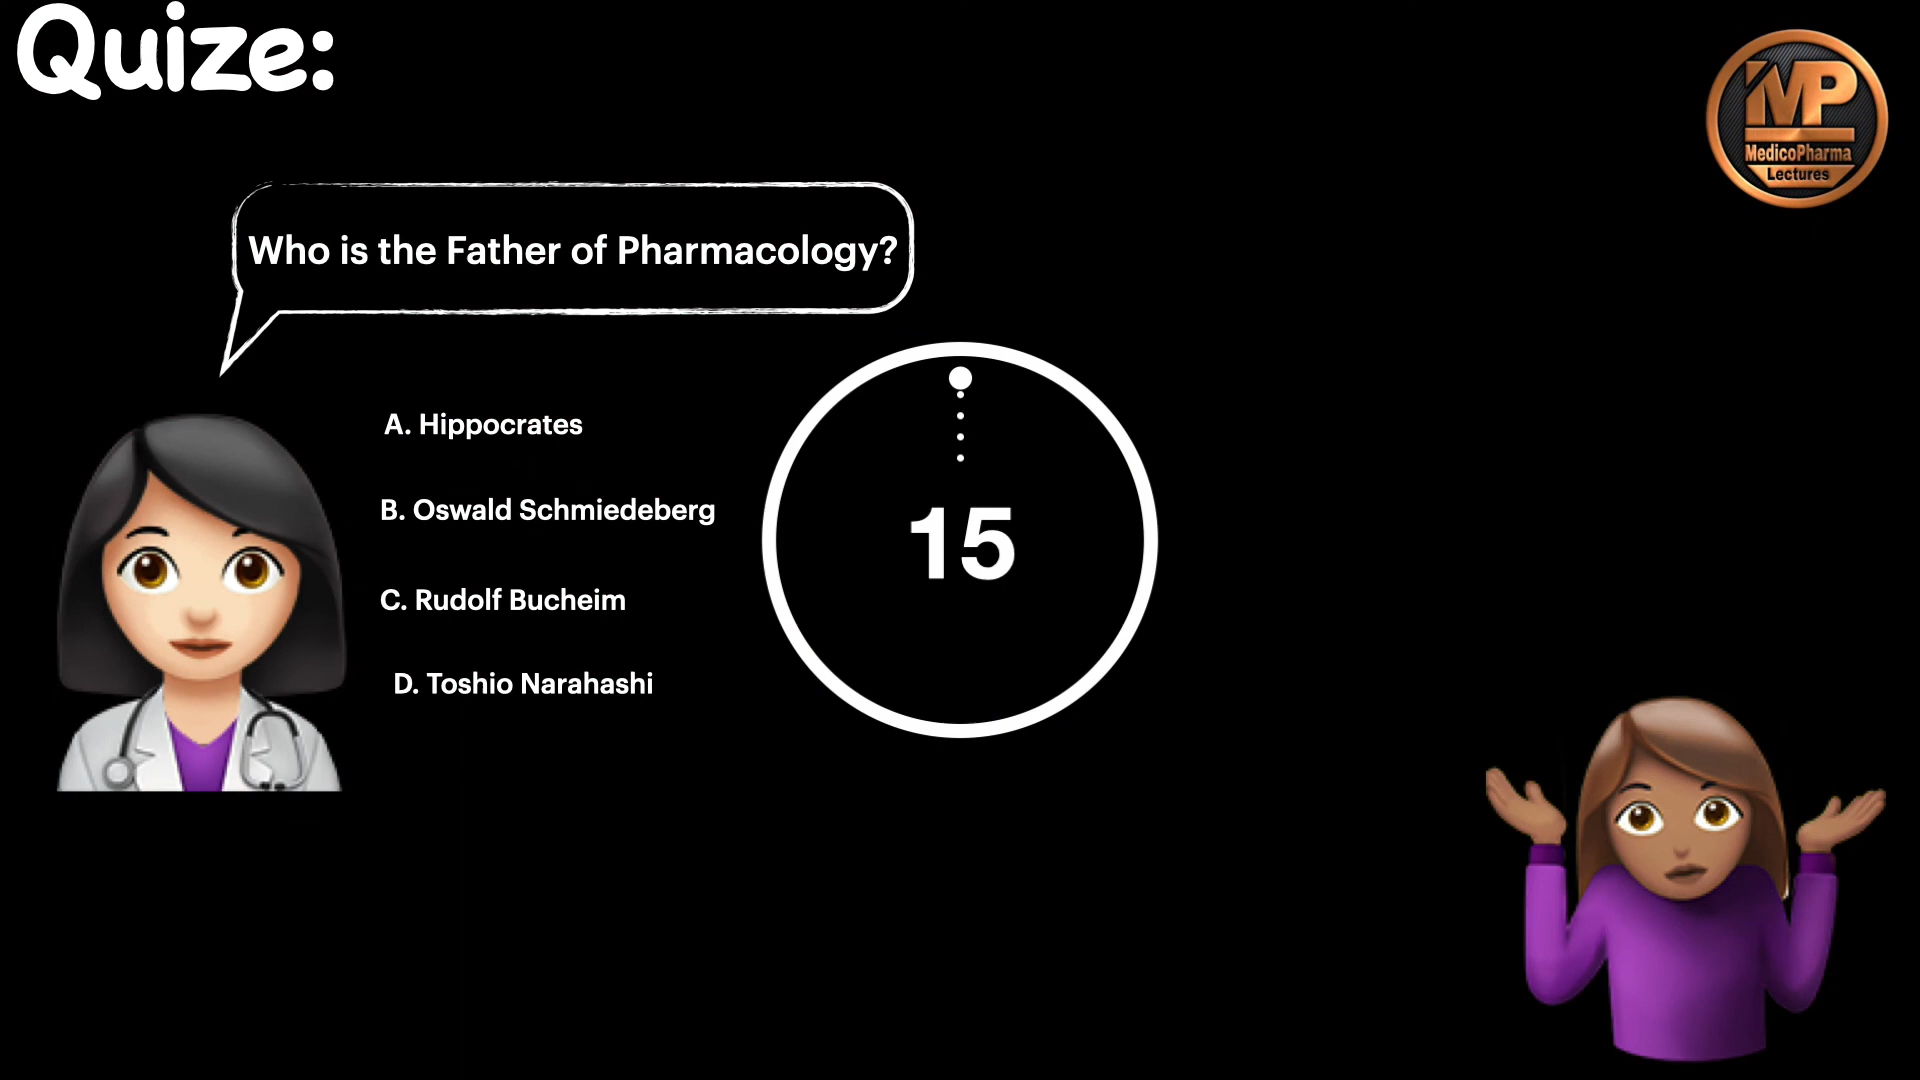 Quize:
MP
MedicoPharma
Lectures
Who is the Father of Pharmacology?
A. Hippocrates
B. Oswald Schmiedeberg
C. Rudolf Bucheim
D. Toshio Narahashi
15